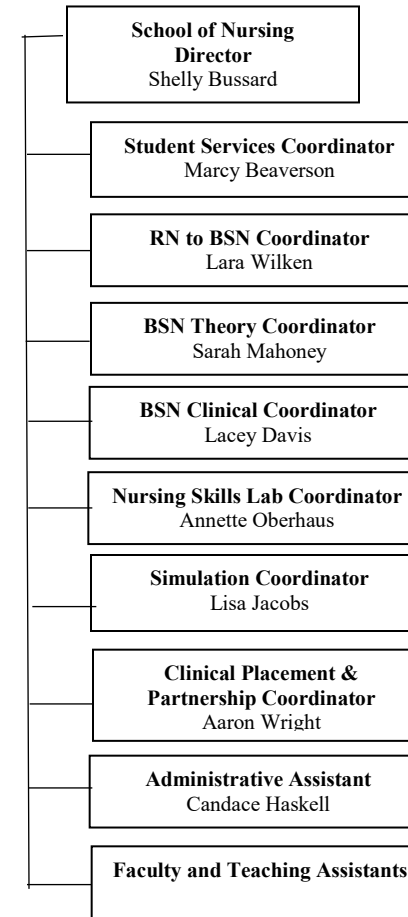 School of Nursing
Director
Shelly Bussard
Student Services Coordinator
Marcy Beaverson
RN to BSN Coordinator
Lara Wilken
BSN Theory Coordinator
Sarah Mahoney
BSN Clinical Coordinator
Lacey Davis
Nursing Skills Lab Coordinator
Annette Oberhaus
Simulation Coordinator
Lisa Jacobs
Clinical Placement &
Partnership Coordinator
Aaron Wright
Administrative Assistant
Candace Haskell
Faculty and Teaching Assistants